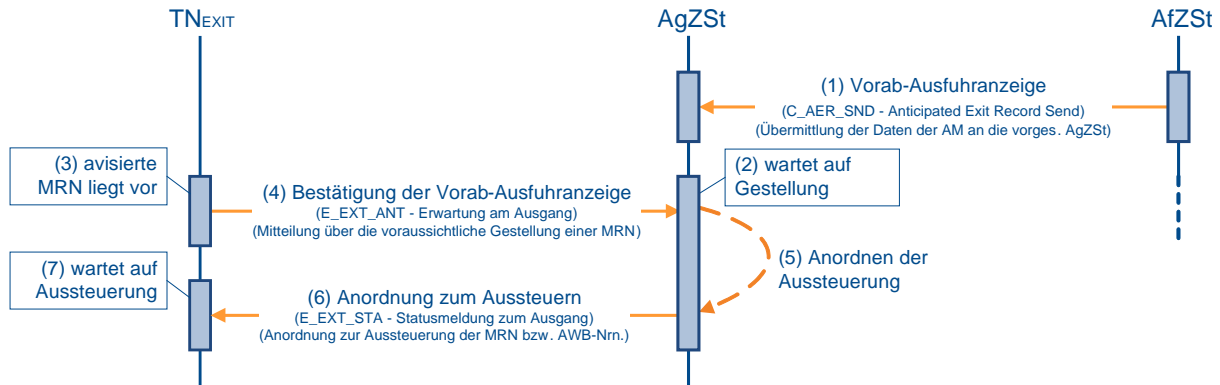 TNEXIT
AgZSt
AfZSt
(1) Vorab-Ausfuhranzeige
(C_AER_SND - Anticipated Exit Record Send)
(Übermittlung der Daten der AM an die vorges. AgZSt)
(2) wartet auf
Gestellung
(3) avisierte
MRN liegt vor
(4) Bestätigung der Vorab-Ausfuhranzeige
(E_EXT_ANT - Erwartung am Ausgang)
(Mitteilung über die voraussichtliche Gestellung einer MRN)
(5) Anordnen der
Aussteuerung
(7) wartet auf
Aussteuerung
(6) Anordnung zum Aussteuern
(E_EXT_STA - Statusmeldung zum Ausgang)
(Anordnung zur Aussteuerung der MRN bzw. AWB-Nrn.)